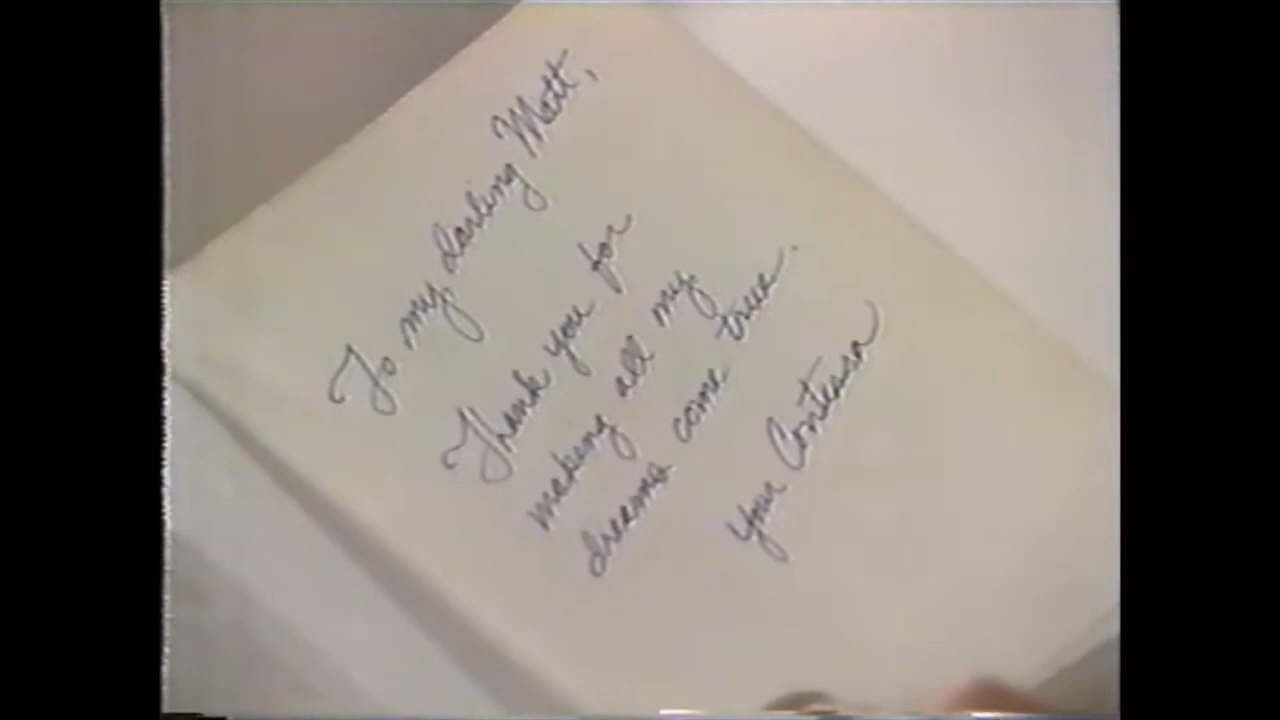 To my darling Matt,
Thank you for
making all my
dreams come true.
Your Contessa